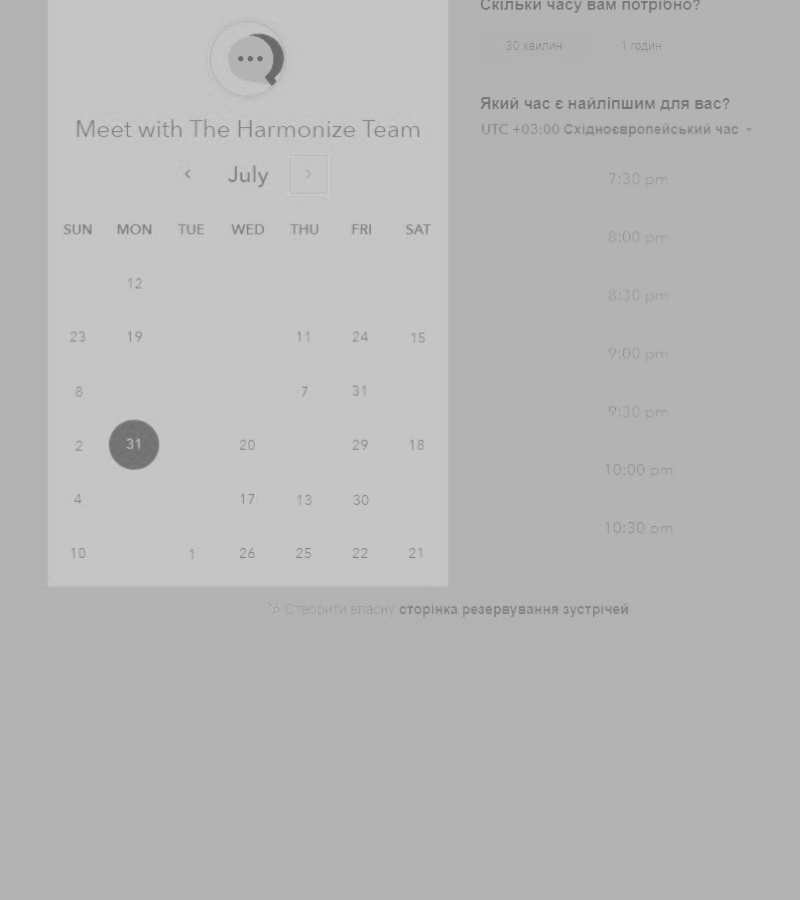 Meet with The Harmonize Team
July
SUN MON TUE WED THU FRI SAT
12
23 19 11 24 15
8 7 31
2 31 20 29 18
4 17 13 30
10 1 26 25 22 21
Скільки часу вам потрібно?
30 хвилин 1 годин
Який час є найліпшим для вас?
UTC +03:00 Східноєвропейський час
7:30 pm
8:00 pm
8:30 pm
9:00 pm
9:30 pm
10:00 pm
10:30 pm
Створити власну сторінка резервування зустрічей